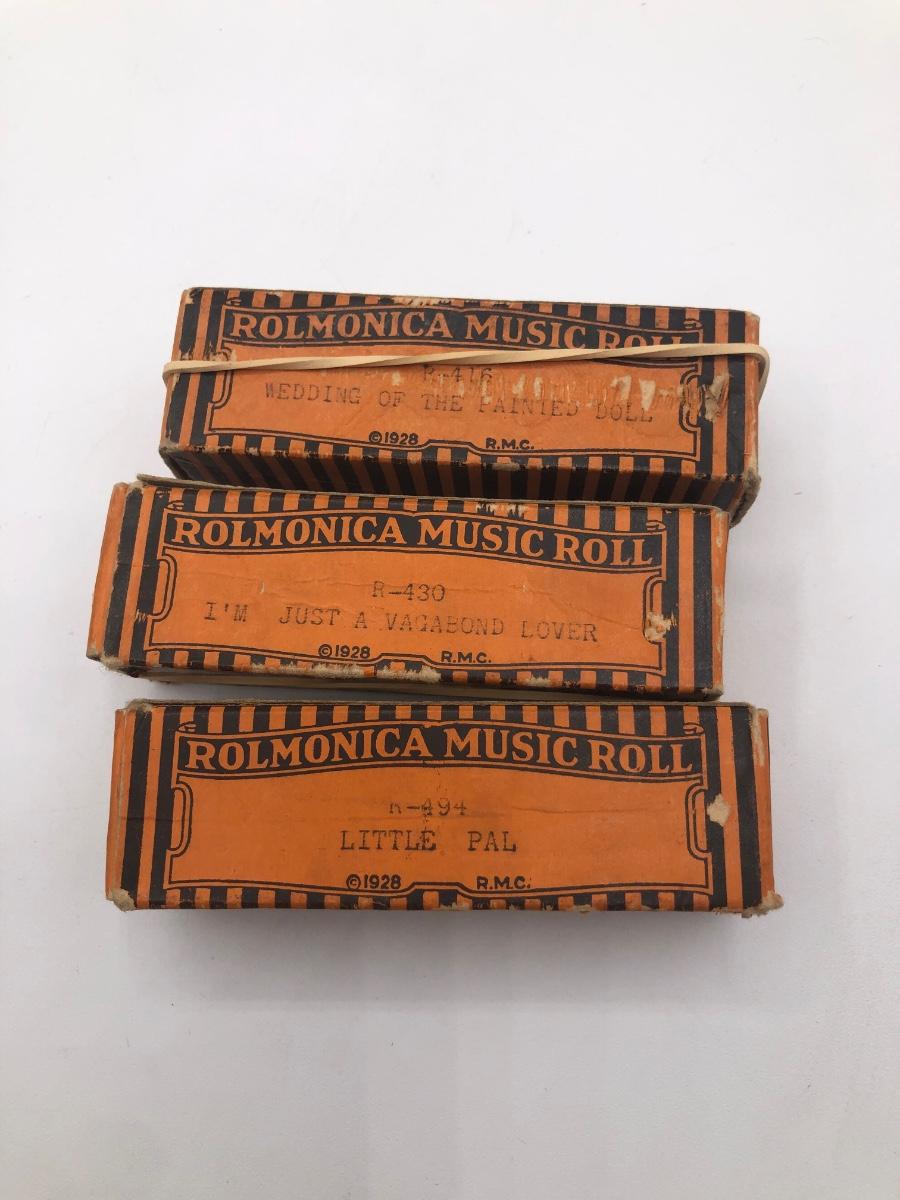 ROLMONICA MUSIC ROLL
R-416
WEDDING OF THE PAINTED DOLL
©1928 R.M.C.
ROLMONICA MUSIC ROLL
R-430
I'M JUST A VAGABOND LOVER
©1928 R.M.C.
ROLMONICA MUSIC ROLL
R-494
LITTLE PAL
©1928 R.M.C.